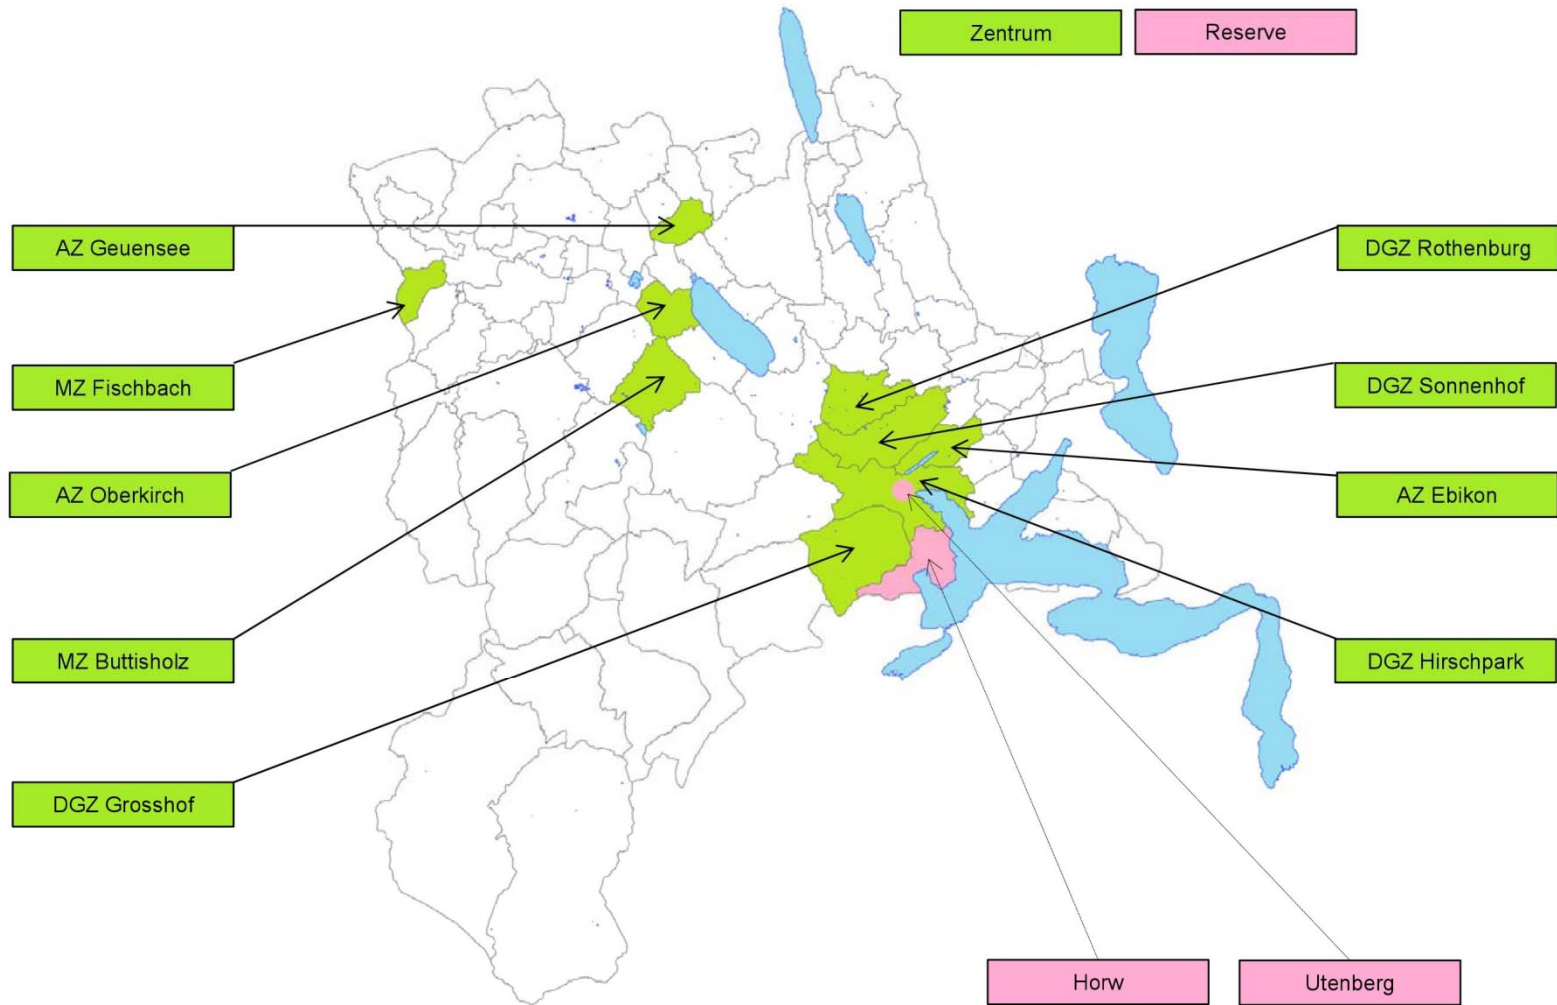 Zentrum
Reserve
AZ Geuensee
DGZ Rothenburg
MZ Fischbach
DGZ Sonnenhof
AZ Oberkirch
AZ Ebikon
MZ Buttisholz
DGZ Hirschpark
DGZ Grosshof
Horw
Utenberg